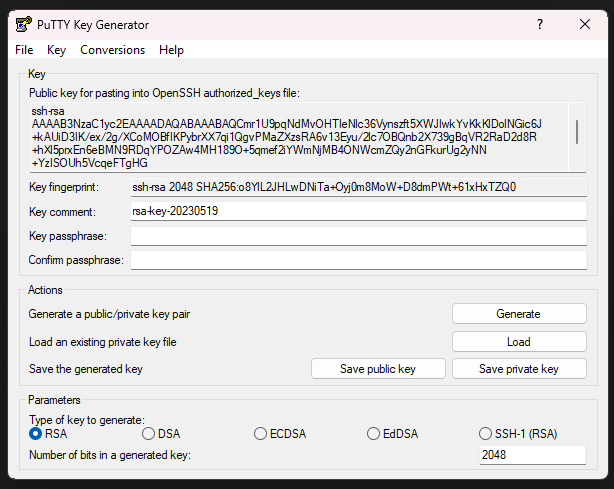 PuTTY Key Generator
File Key Conversions Help
Key
Public key for pasting into OpenSSH authorized_keys file:
ssh-rsa
AAAAB3NzaC1yc2EAAAADAQABAAABAQCmr1U9pqNdMvOHTIeNlc36Vynszft5XWJIwkYvKkKlDolNGic6J
+kAUiD3IK/ex/2g/XCoMOBfIKPybrXX7qi1QgvPMaZXzsRA6v13Eyu/2lc7OBQnb2X739gBqVR2RaD2d8R
+hXl5prxEn6eBMN9RDqYPOZAw4MH189O+5qmef2iYWmNjMB4ONWcmZQy2nGFkurUg2yNN
+YzISOUh5VcqeFTgHG
Key fingerprint: ssh-rsa 2048 SHA256:o8YlL2JHLwDNiTa+Oyj0m8MoW+D8dmPWt+61xHxTZQ0
Key comment: rsa-key-20230519
Key passphrase:
Confirm passphrase:
Actions
Generate a public/private key pair Generate
Load an existing private key file Load
Save the generated key Save public key Save private key
Parameters
Type of key to generate:
RSA DSA ECDSA EdDSA SSH-1 (RSA)
Number of bits in a generated key: 2048